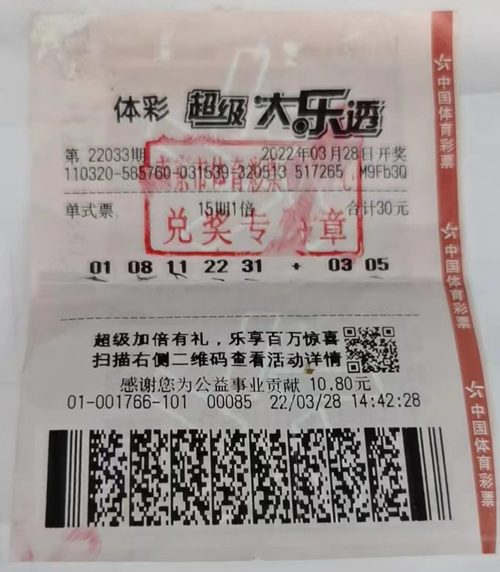 体彩 超级大乐透
第 22033期 2022年03月28日开奖
110320-585760-031539-320913 517265 M9Fb30
单式票 15期1倍 合计30元
兑奖专 章
01 08 11 22 31 + 03 05
超级加倍有礼，乐享百万惊喜
扫描右侧二维码查看活动详情
感谢您为公益事业贡献 10.80元
01-001766-101 00085 22/03/28 14:42:28
中国体育彩票
中国体育彩票
中国体育彩票